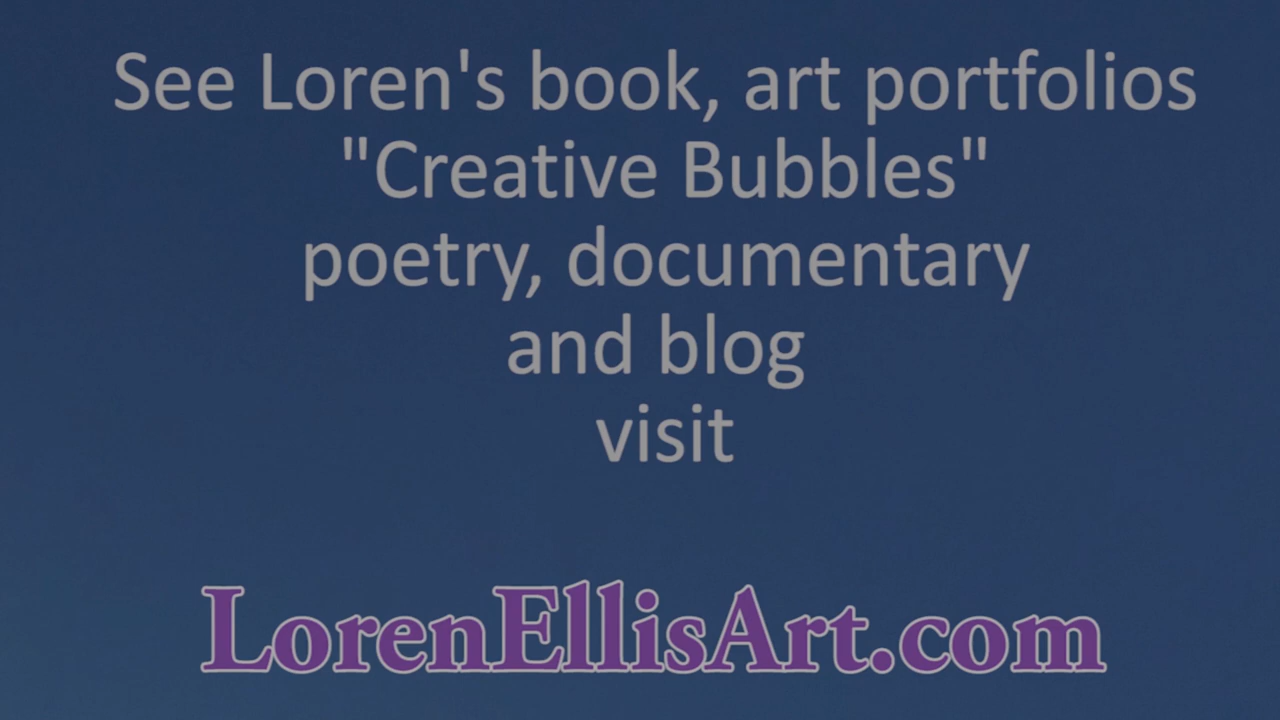 See Loren's book, art portfolios
"Creative Bubbles"
poetry, documentary
and blog
visit
LorenEllisArt.com